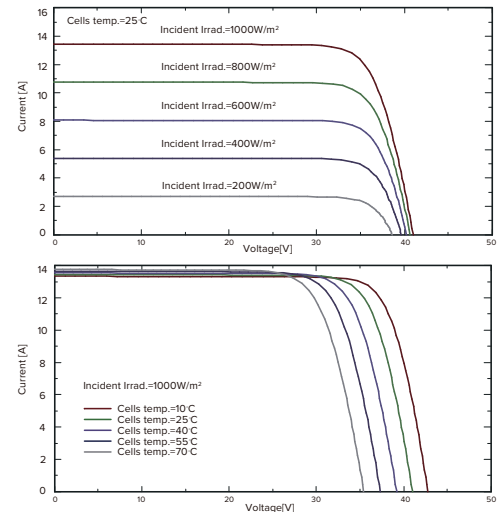 16
14
12
10
8
6
4
2
0
Current [A]
Cells temp.=25°C
Incident Irrad.=1000W/m²
Incident Irrad.=800W/m²
Incident Irrad.=600W/m²
Incident Irrad.=400W/m²
Incident Irrad.=200W/m²
0 10 20 30 40 50
Voltage[V]
14
12
10
8
6
4
2
0
Current [A]
Incident Irrad.=1000W/m²
Cells temp.=10°C
Cells temp.=25°C
Cells temp.=40°C
Cells temp.=55°C
Cells temp.=70°C
0 10 20 30 40 50
Voltage[V]